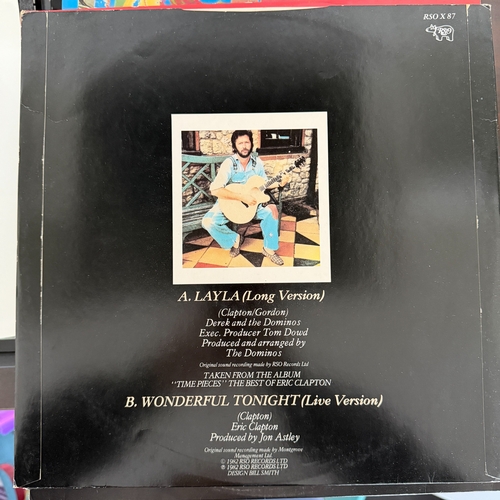 RSO X 87
RSO
A. LAYLA (Long Version)
(Clapton/Gordon)
Derek and the Dominos
Exec. Producer Tom Dowd
Produced and arranged by
The Dominos
Original sound recording made by RSO Records Ltd
TAKEN FROM THE ALBUM
"TIME PIECES" THE BEST OF ERIC CLAPTON
B. WONDERFUL TONIGHT (Live Version)
(Clapton)
Eric Clapton
Produced by Jon Astley
Original sound recording made by Montgrove
Management Ltd.
© 1982 RSO RECORDS LTD
℗ 1982 RSO RECORDS LTD
DESIGN BILL SMITH